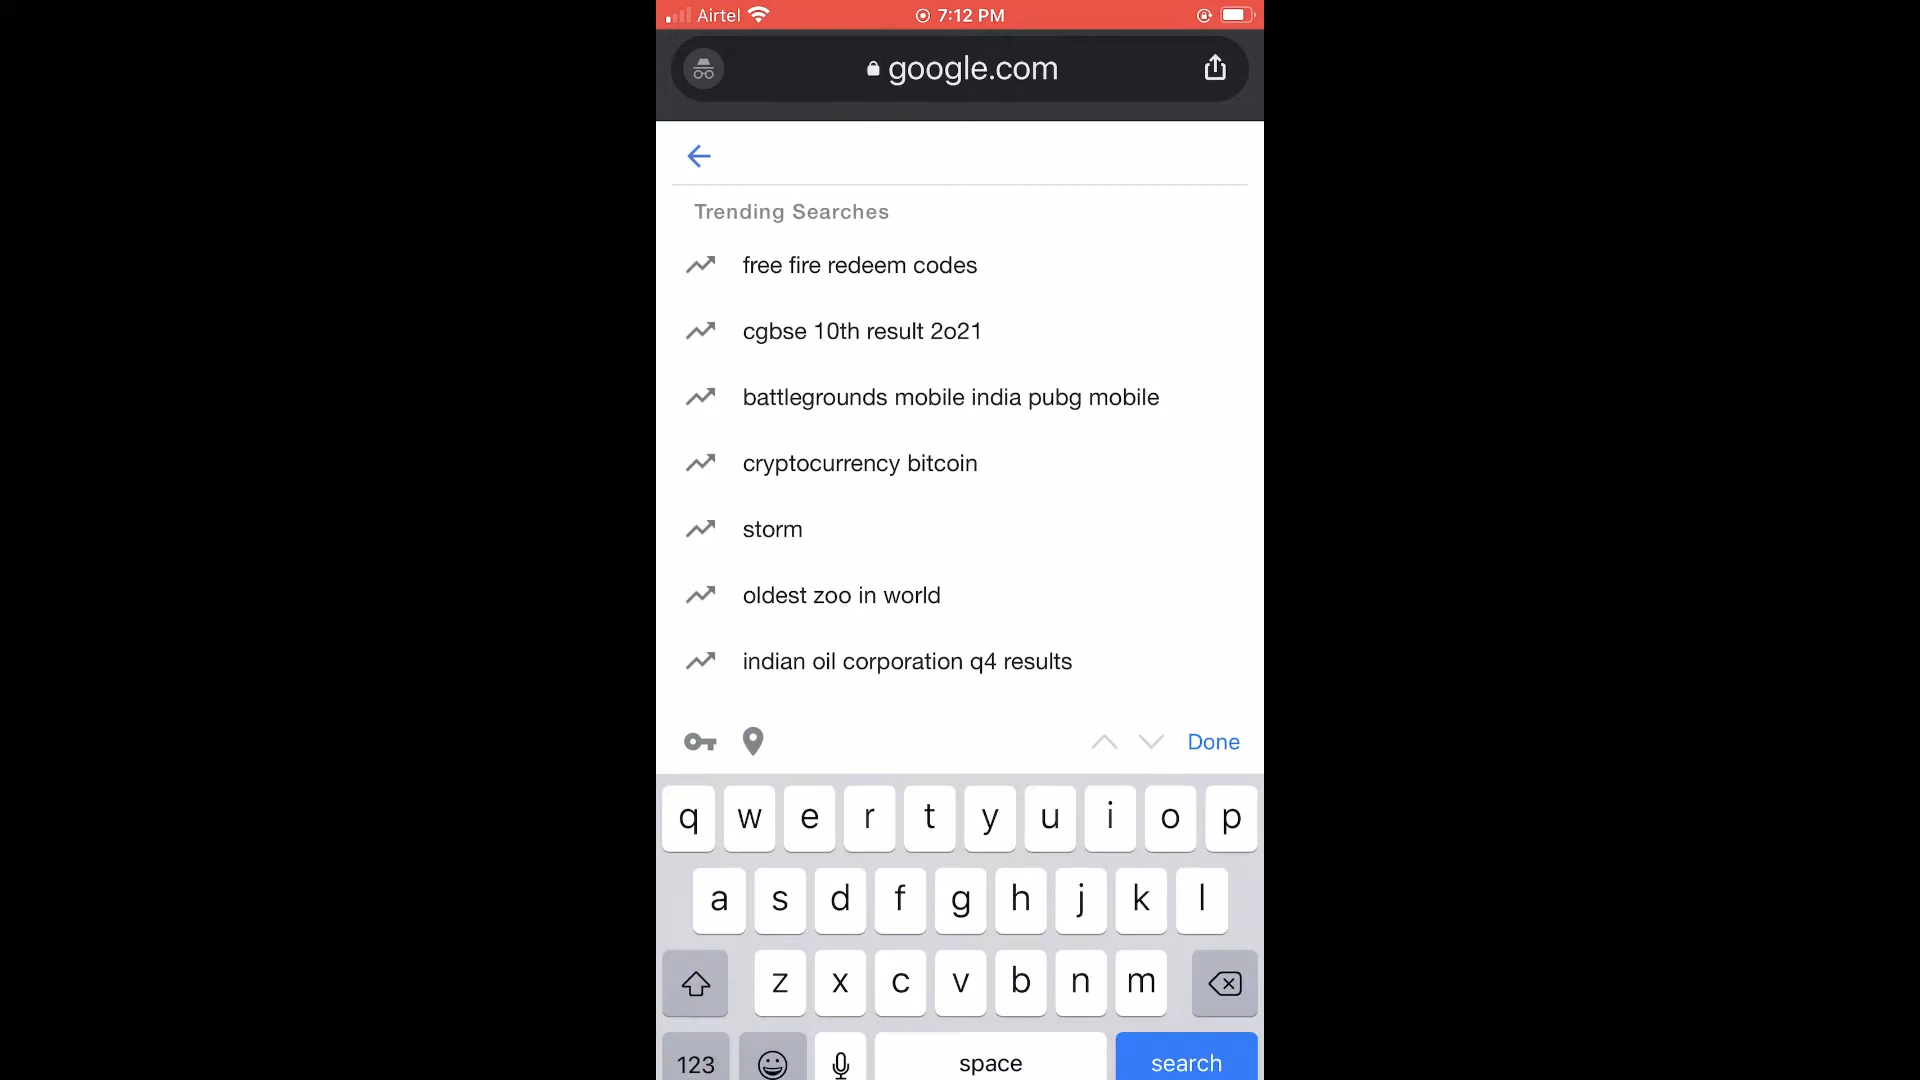 Airtel 7:12 PM
google.com
Trending Searches
free fire redeem codes
cgbse 10th result 2o21
battlegrounds mobile india pubg mobile
cryptocurrency bitcoin
storm
oldest zoo in world
indian oil corporation q4 results
Done
q w e r t y u i o p
a s d f g h j k l
z x c v b n m
123 space search